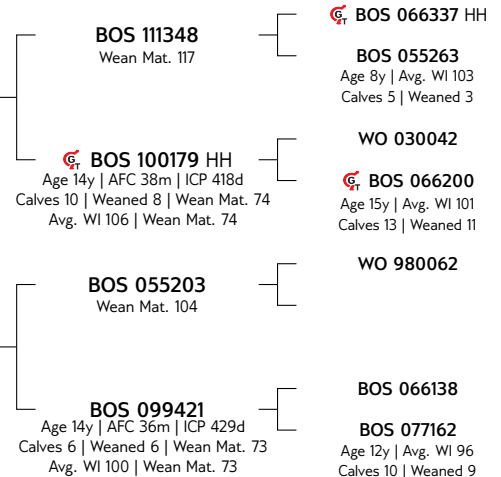 GT BOS 066337 HH
BOS 111348
Wean Mat. 117
BOS 055263
Age 8y | Avg. WI 103
Calves 5 | Weaned 3
WO 030042
GT BOS 100179 HH
Age 14y | AFC 38m | ICP 418d
Calves 10 | Weaned 8 | Wean Mat. 74
Avg. WI 106 | Wean Mat. 74
GT BOS 066200
Age 15y | Avg. WI 101
Calves 13 | Weaned 11
WO 980062
BOS 055203
Wean Mat. 104
BOS 066138
BOS 099421
Age 14y | AFC 36m | ICP 429d
Calves 6 | Weaned 6 | Wean Mat. 73
Avg. WI 100 | Wean Mat. 73
BOS 077162
Age 12y | Avg. WI 96
Calves 10 | Weaned 9